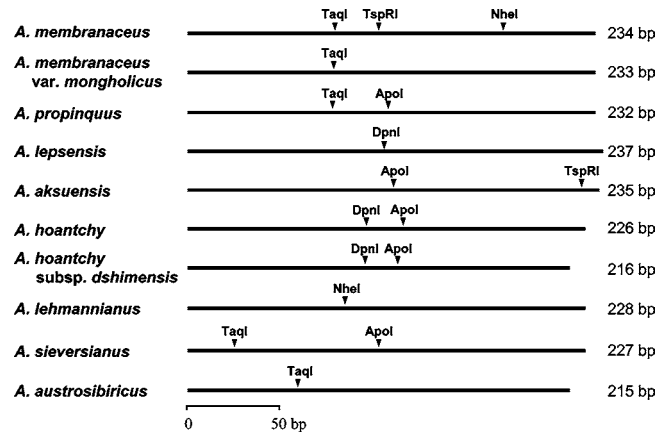 TaqI TspRI NheI
A. membranaceus 234 bp
TaqI
A. membranaceus
var. mongholicus 233 bp
TaqI ApoI
A. propinquus 232 bp
DpnI
A. lepsensis 237 bp
ApoI TspRI
A. aksuensis 235 bp
DpnI ApoI
A. hoantchy 226 bp
DpnI ApoI
A. hoantchy
subsp. dshimensis 216 bp
NheI
A. lehmannianus 228 bp
TaqI ApoI
A. sieversianus 227 bp
TaqI
A. austrosibiricus 215 bp
0 50 bp